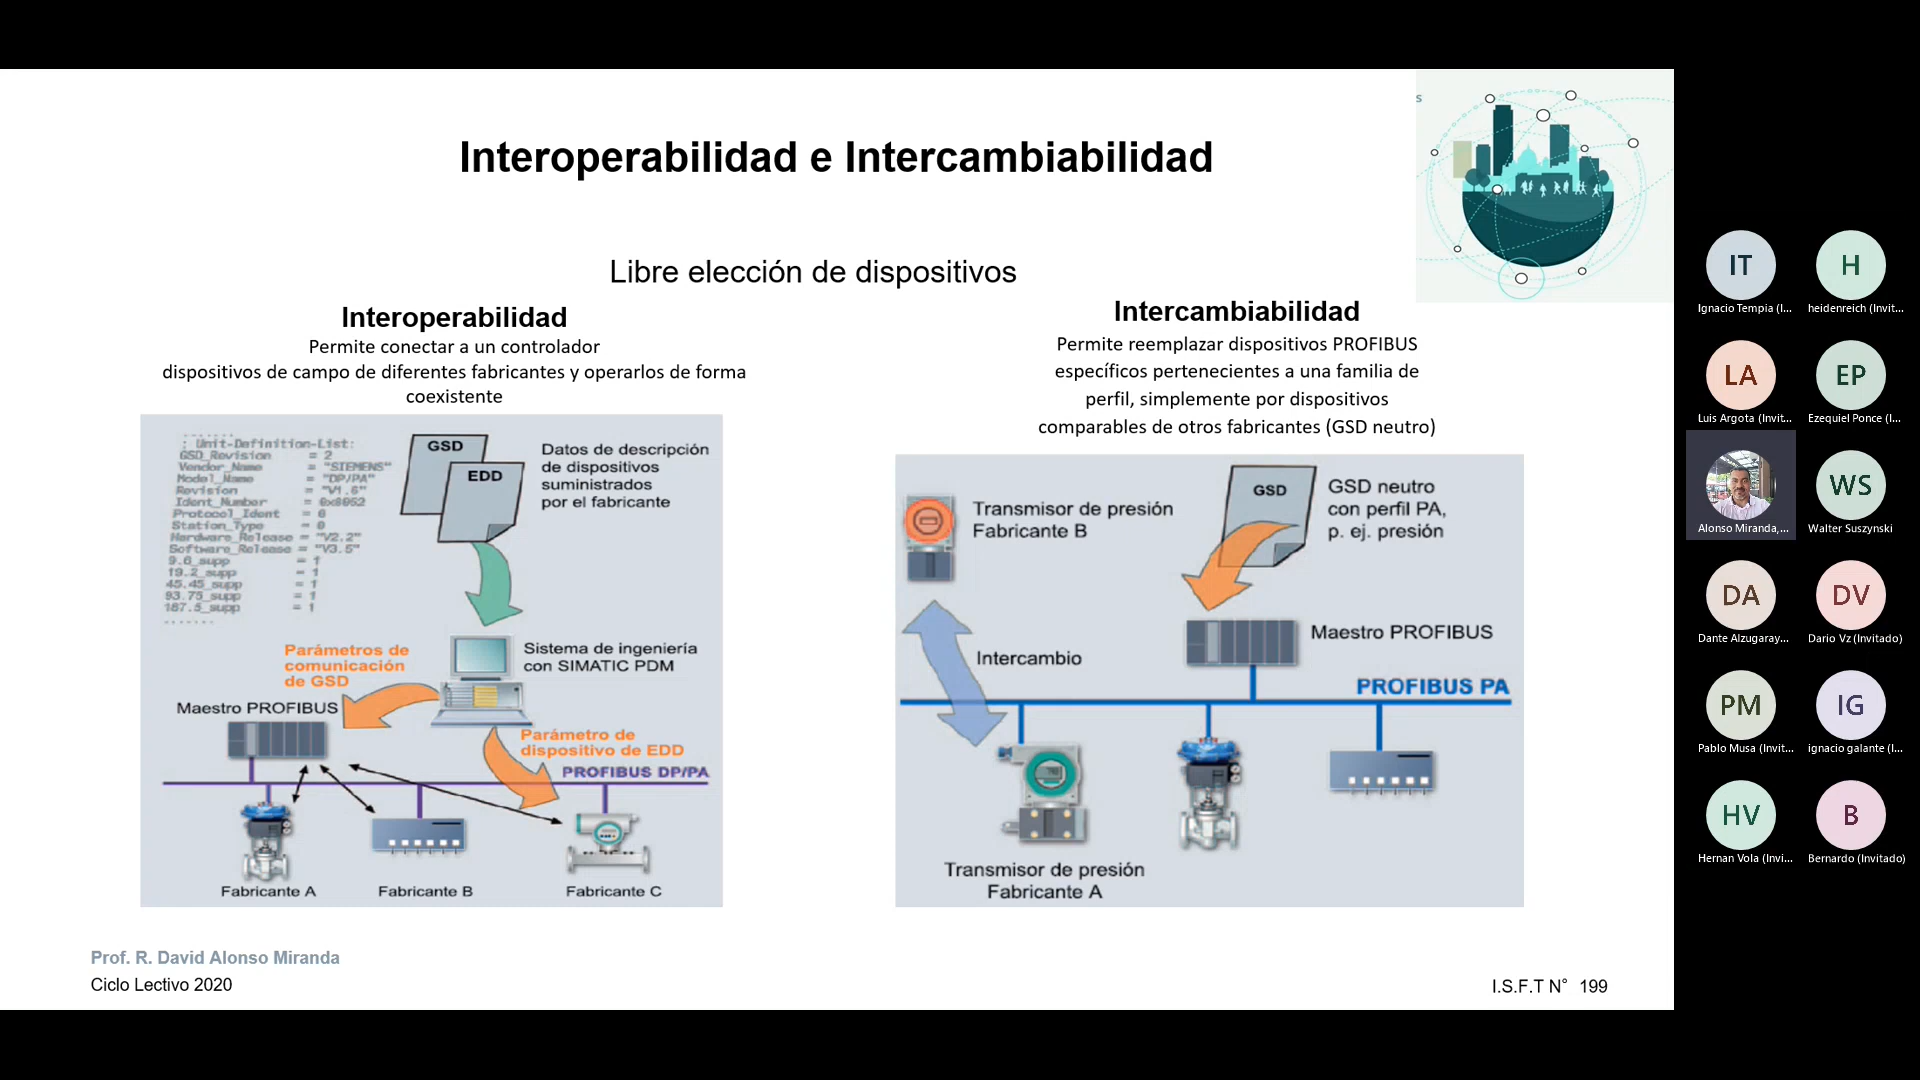 s
Interoperabilidad e Intercambiabilidad
Libre elección de dispositivos
Interoperabilidad
Permite conectar a un controlador
dispositivos de campo de diferentes fabricantes y operarlos de forma
coexistente
; Unit-Definition-List:
GSD_Revision = 2
Vendor_Name = "SIEMENS"
Model_Name = "DP/PA"
Revision = "V1.6"
Ident_Number = 0x8052
Protocol_Ident = 0
Station_Type = 0
Hardware_Release = "V2.2"
Software_Release = "V3.5"
9.6_supp = 1
19.2_supp = 1
45.45_supp = 1
93.75_supp = 1
187.5_supp = 1
.......
GSD
EDD
Datos de descripción
de dispositivos
suministrados
por el fabricante
Sistema de ingeniería
con SIMATIC PDM
Parámetros de
comunicación
de GSD
Maestro PROFIBUS
Parámetro de
dispositivo de EDD
PROFIBUS DP/PA
Fabricante A
Fabricante B
Fabricante C
Intercambiabilidad
Permite reemplazar dispositivos PROFIBUS
específicos pertenecientes a una familia de
perfil, simplemente por dispositivos
comparables de otros fabricantes (GSD neutro)
Transmisor de presión
Fabricante B
GSD
GSD neutro
con perfil PA,
p. ej. presión
Maestro PROFIBUS
Intercambio
PROFIBUS PA
Transmisor de presión
Fabricante A
Prof. R. David Alonso Miranda
Ciclo Lectivo 2020
I.S.F.T N° 199
IT
Ignacio Tempia (I...
H
heidenreich (Invit...
LA
Luis Argota (Invit...
EP
Ezequiel Ponce (I...
Alonso Miranda,...
WS
Walter Suszynski
DA
Dante Alzugaray...
DV
Dario Vz (Invitado)
PM
Pablo Musa (Invit...
IG
ignacio galante (I...
HV
Hernan Vola (Invi...
B
Bernardo (Invitado)